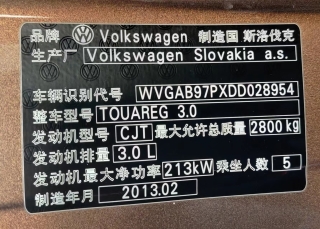 品牌 Volkswagen 制造国 斯洛伐克
生产厂 Volkswagen Slovakia a.s.
车辆识别代号 WVGAB97PXDD028954
整车型号 TOUAREG 3.0
发动机型号 CJT 最大允许总质量 2800 kg
发动机排量 3.0 L
发动机最大净功率 213kW 乘坐人数 5
制造年月 2013.02